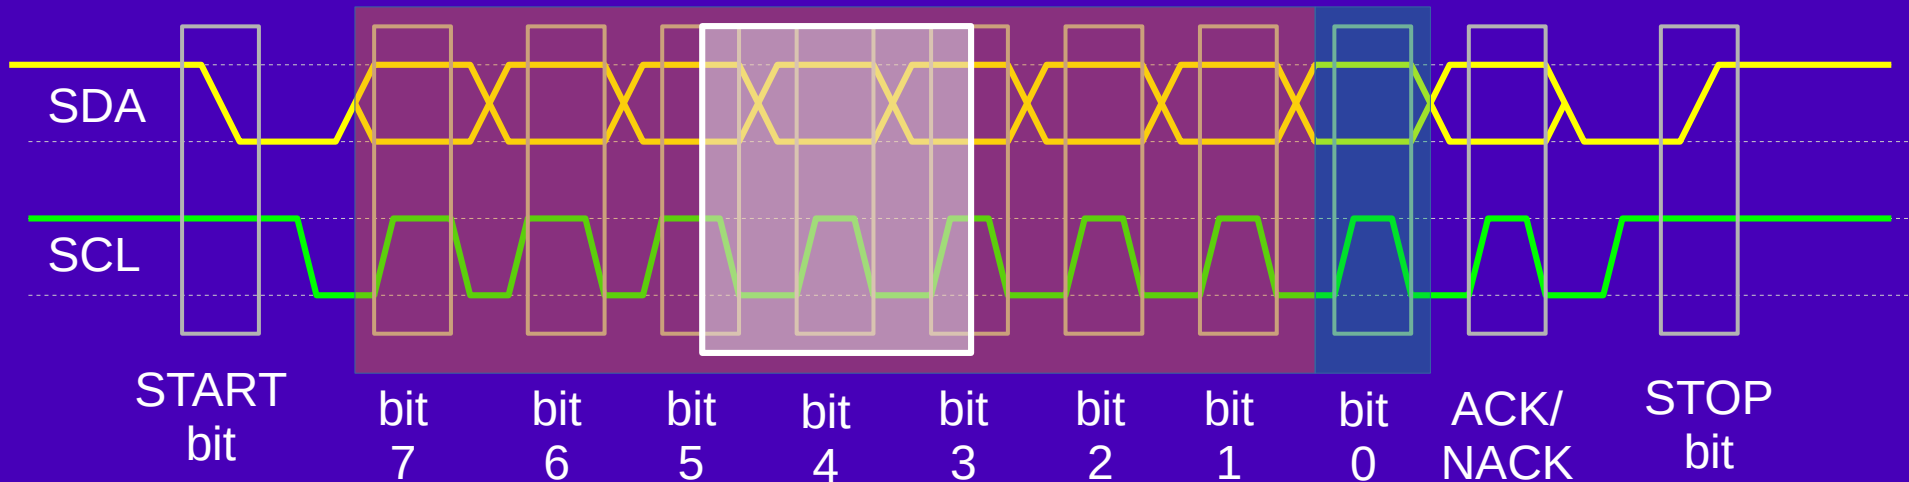 SDA
SCL
START
bit
bit
7
bit
6
bit
5
bit
4
bit
3
bit
2
bit
1
bit
0
ACK/
NACK
STOP
bit